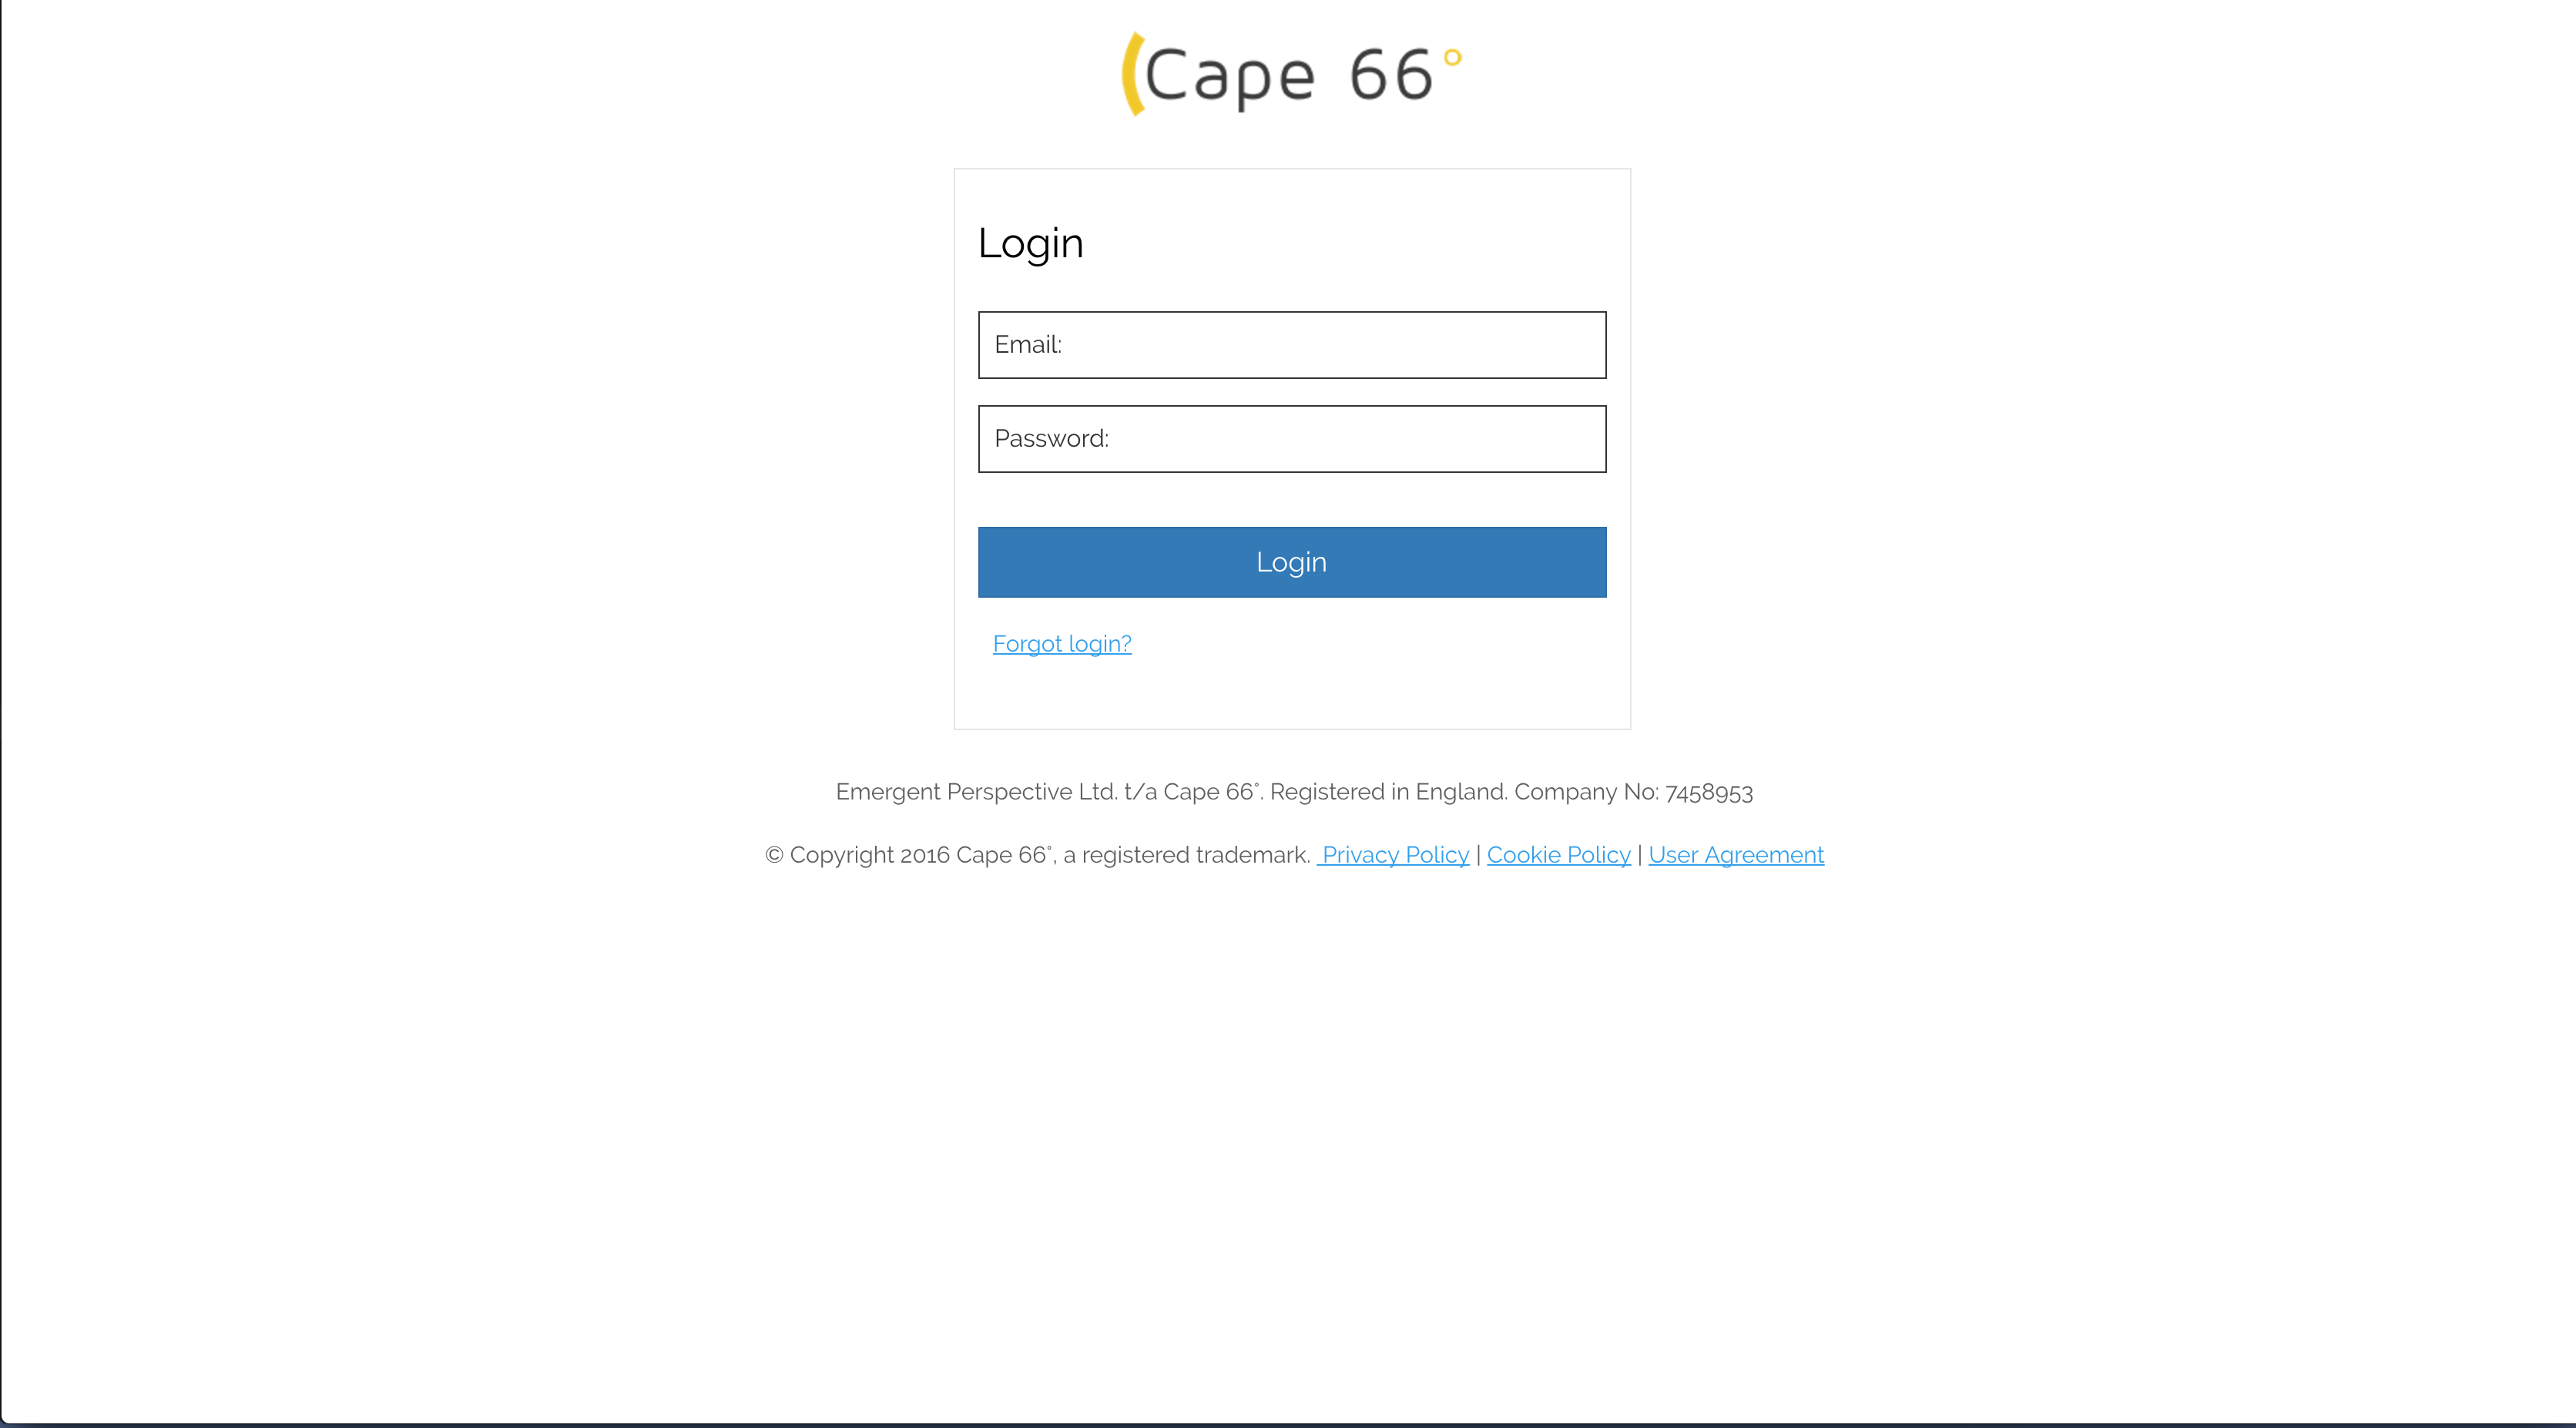 Cape 66°
Login
Email:
Password:
Login
Forgot login?
Emergent Perspective Ltd. t/a Cape 66°. Registered in England. Company No: 7458953
© Copyright 2016 Cape 66°, a registered trademark. Privacy Policy | Cookie Policy | User Agreement